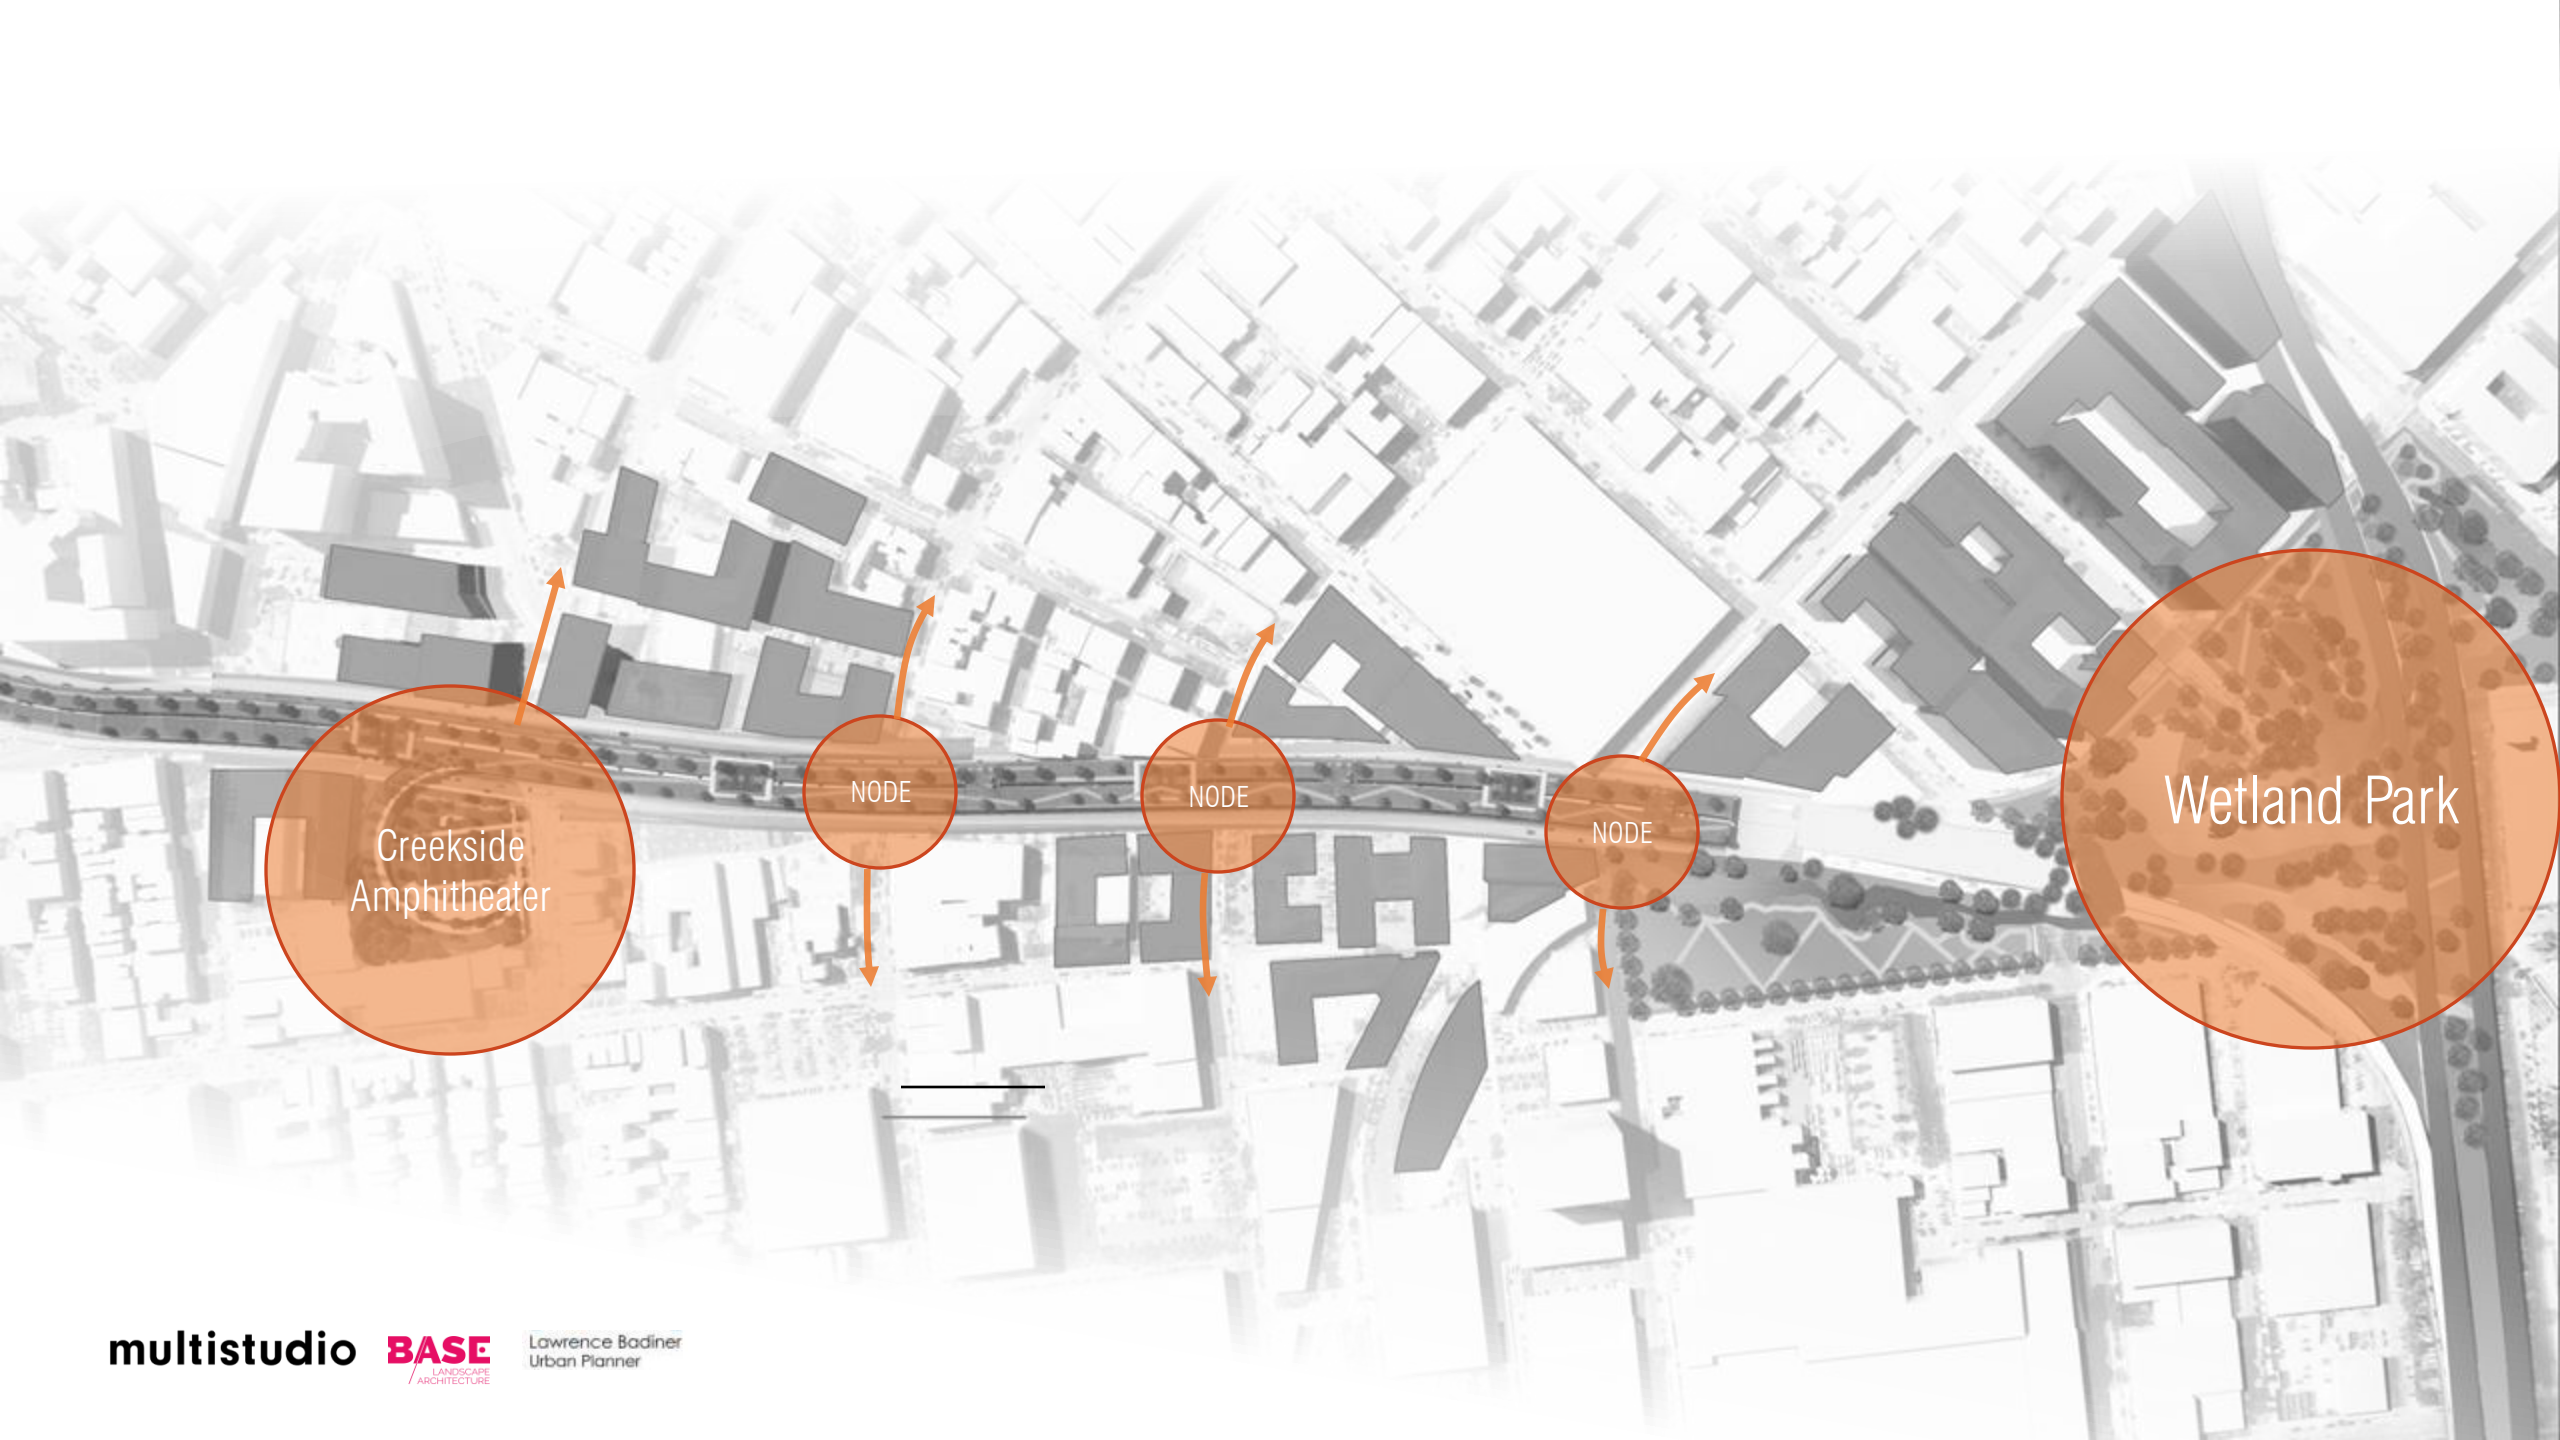 NODE
NODE
NODE
Wetland Park
Creekside
Amphitheater
multistudio
BASE
LANDSCAPE
ARCHITECTURE
Lawrence Badiner
Urban Planner